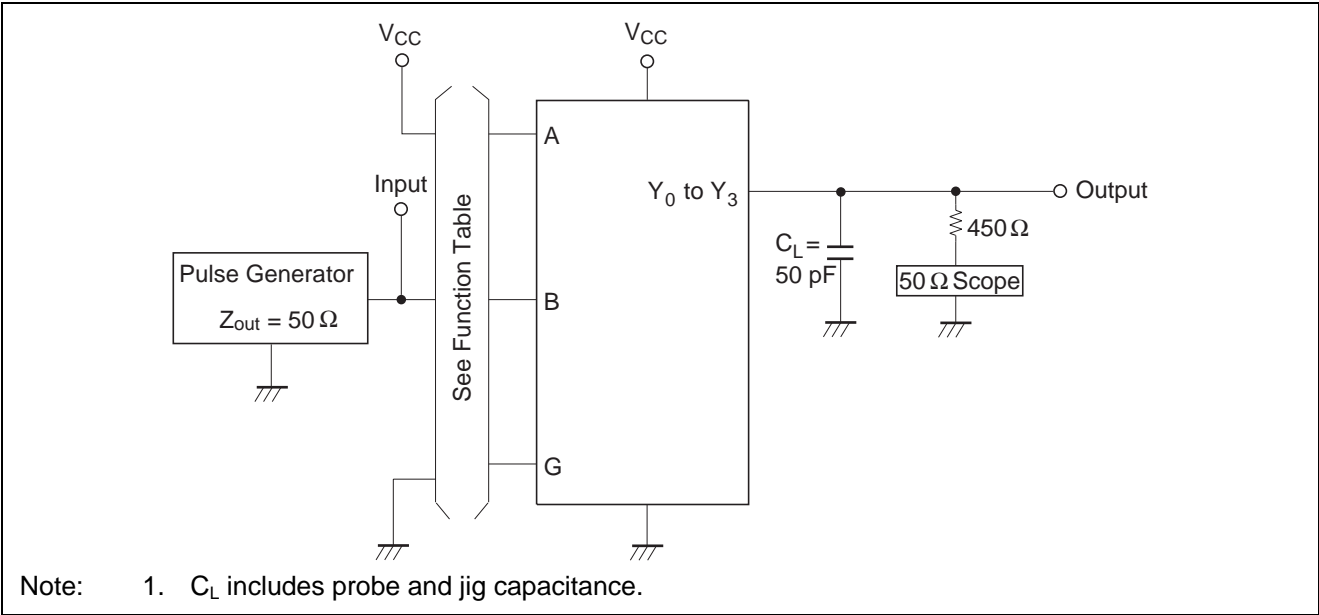 VCC
VCC
A
Input
Y0 to Y3
Output
See Function Table
CL =
50 pF
450 Ω
Pulse Generator
Zout = 50 Ω
50 Ω Scope
B
G
Note: 1. CL includes probe and jig capacitance.